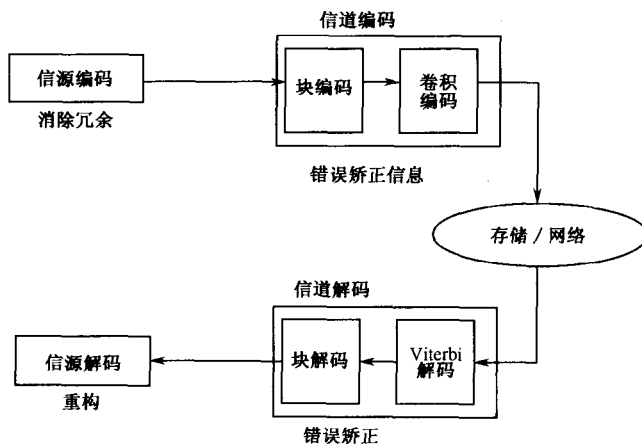 信道编码
信源编码
块编码
卷积
编码
消除冗余
错误矫正信息
存储 / 网络
信道解码
信源解码
块解码
Viterbi
解码
重构
错误矫正